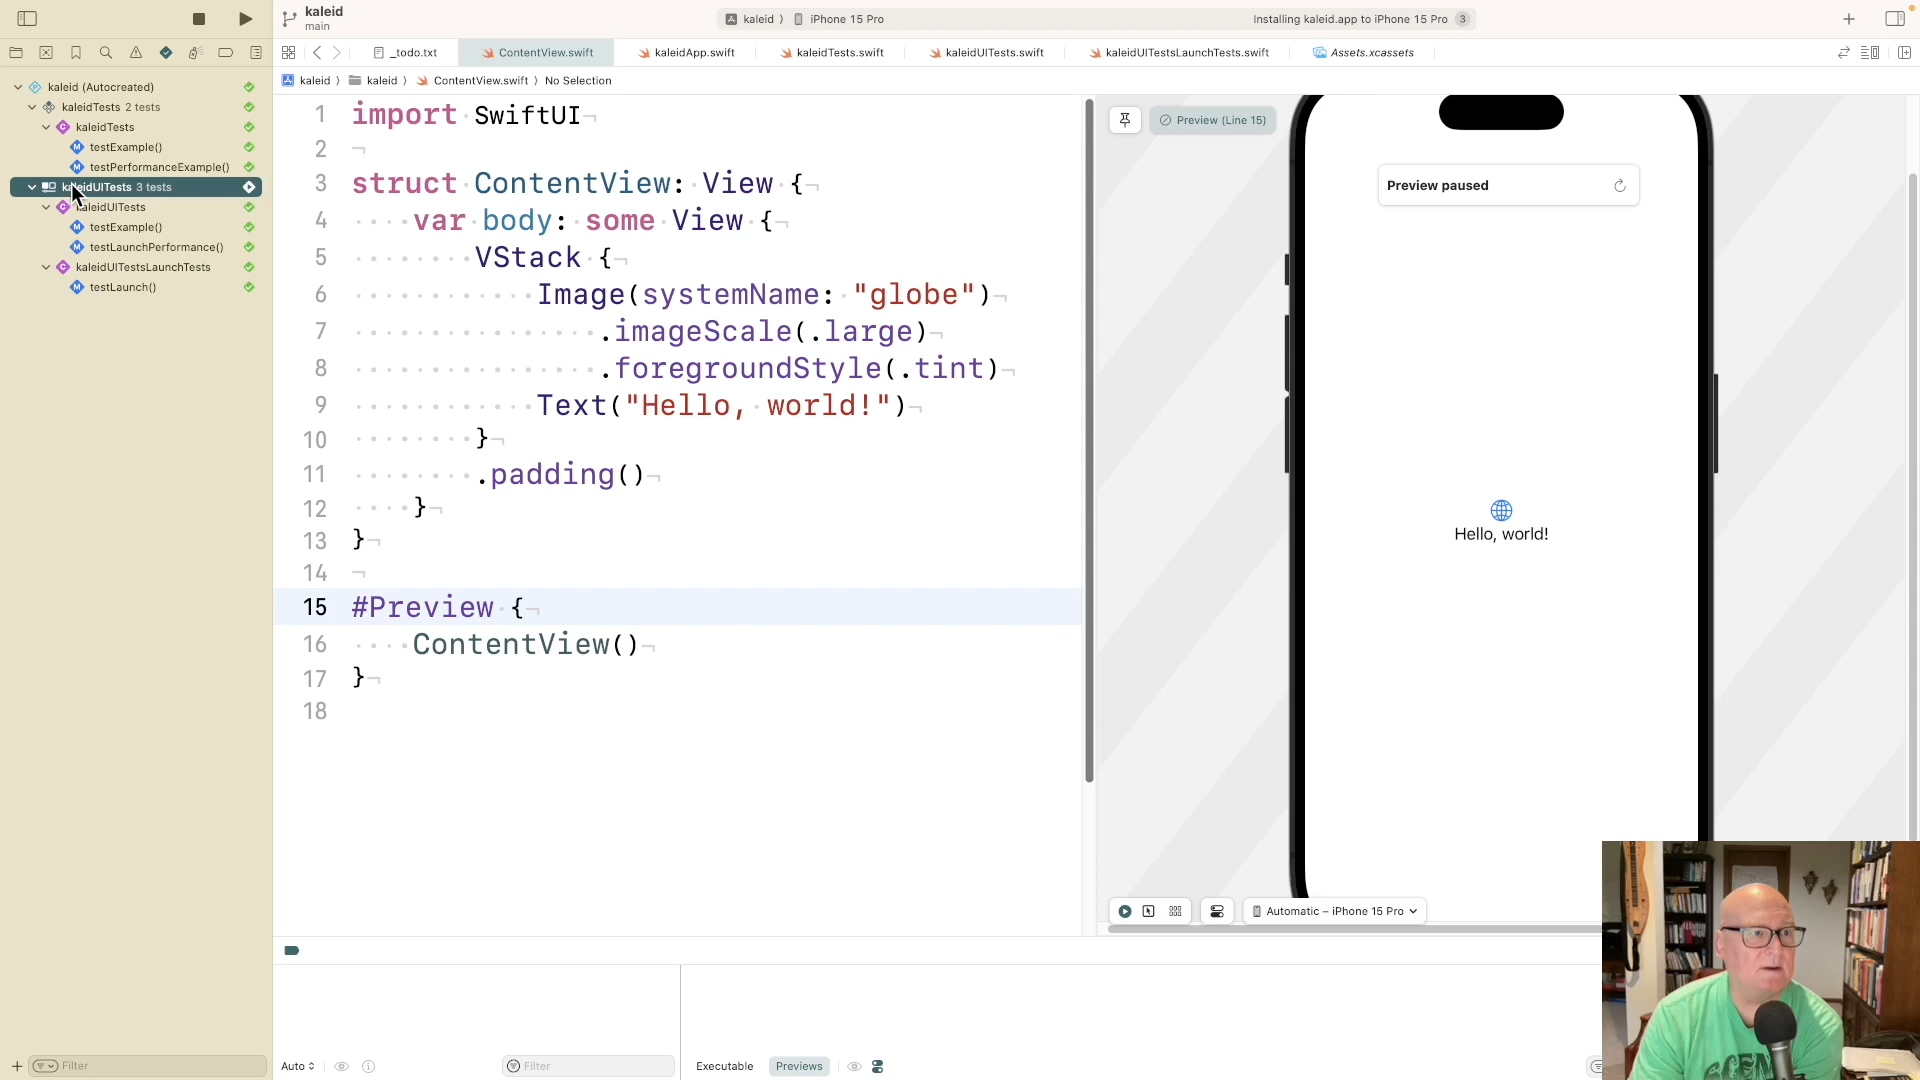 kaleid
main
kaleid
iPhone 15 Pro
Installing kaleid.app to iPhone 15 Pro
3
_todo.txt
ContentView.swift
kaleidApp.swift
kaleidTests.swift
kaleidUITests.swift
kaleidUITestsLaunchTests.swift
Assets.xcassets
kaleid
kaleid
ContentView.swift
No Selection
kaleid (Autocreated)
kaleidTests 2 tests
kaleidTests
testExample()
testPerformanceExample()
kaleidUITests 3 tests
kaleidUITests
testExample()
testLaunchPerformance()
kaleidUITestsLaunchTests
testLaunch()
1 import SwiftUI
2
3 struct ContentView: View {
4 var body: some View {
5 VStack {
6 Image(systemName: "globe")
7 .imageScale(.large)
8 .foregroundStyle(.tint)
9 Text("Hello, world!")
10 }
11 .padding()
12 }
13 }
14
15 #Preview {
16 ContentView()
17 }
18
Preview (Line 15)
Preview paused
Hello, world!
Automatic – iPhone 15 Pro
Filter
Auto
Filter
Executable
Previews